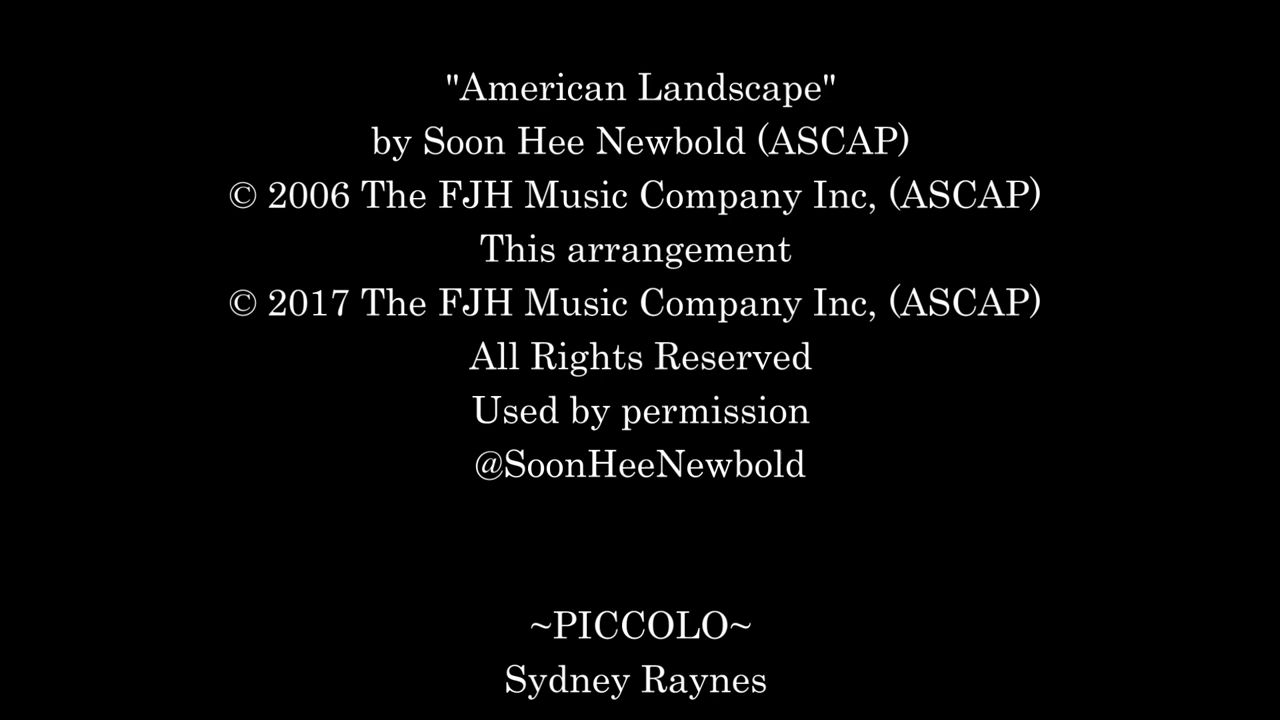 "American Landscape"
by Soon Hee Newbold (ASCAP)
© 2006 The FJH Music Company Inc, (ASCAP)
This arrangement
© 2017 The FJH Music Company Inc, (ASCAP)
All Rights Reserved
Used by permission
@SoonHeeNewbold
~PICCOLO~
Sydney Raynes